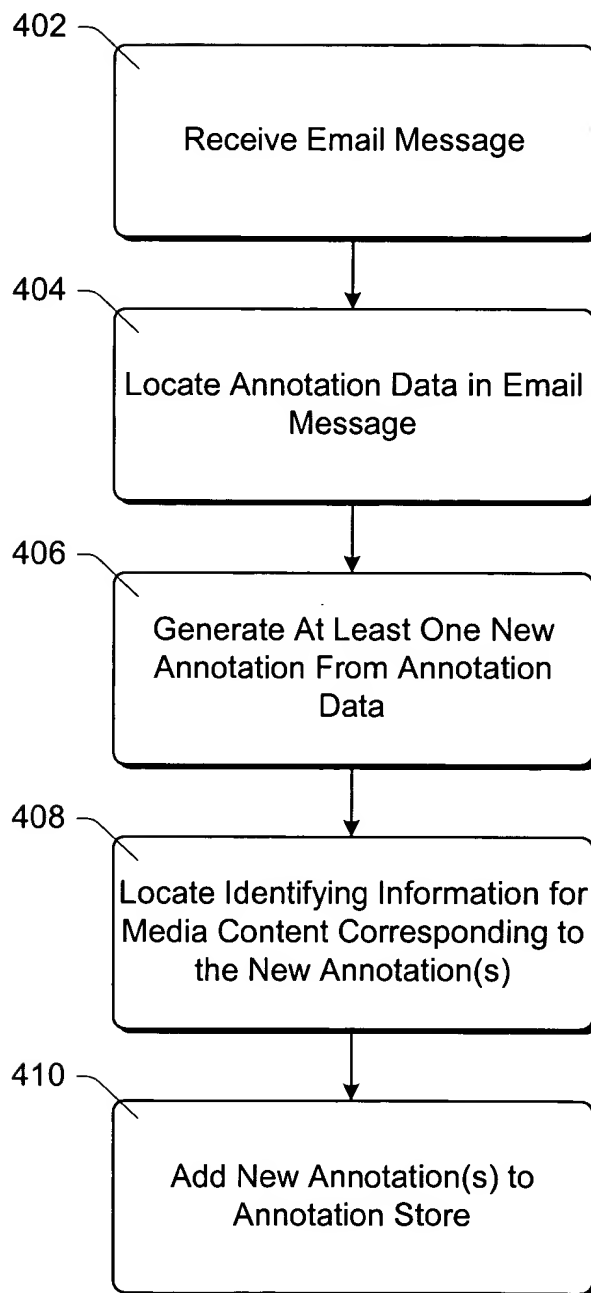 402
Receive Email Message
404
Locate Annotation Data in Email
Message
406
Generate At Least One New
Annotation From Annotation
Data
408
Locate Identifying Information for
Media Content Corresponding to
the New Annotation(s)
410
Add New Annotation(s) to
Annotation Store